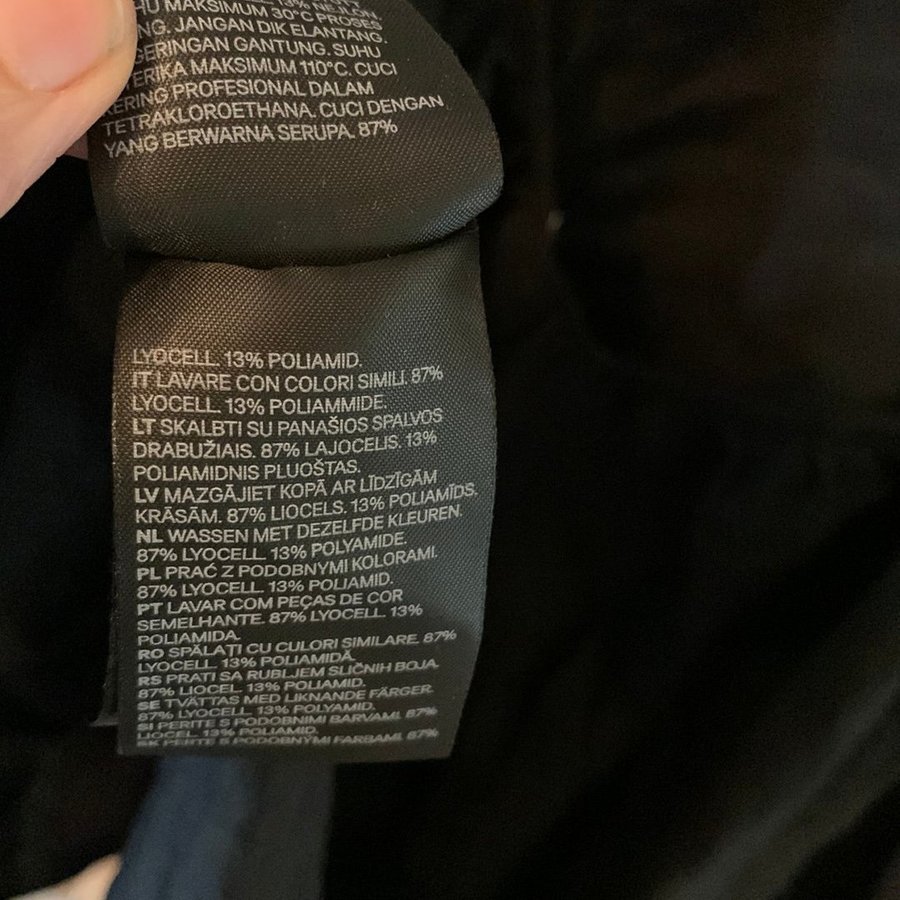 HU MAKSIMUM 30°C PROSES
NG. JANGAN DIK ELANTANG.
GERINGAN GANTUNG. SUHU
TERIKA MAKSIMUM 110°C. CUCI
KERING PROFESIONAL DALAM
TETRAKLOROETHANA. CUCI DENGAN
YANG BERWARNA SERUPA. 87%
LYOCELL. 13% POLIAMID.
IT LAVARE CON COLORI SIMILI. 87%
LYOCELL. 13% POLIAMMIDE.
LT SKALBTI SU PANAŠIOS SPALVOS
DRABUŽIAIS. 87% LAJOCELIS. 13%
POLIAMIDNIS PLUOŠTAS.
LV MAZGĀJIET KOPĀ AR LĪDZĪGĀM
KRĀSĀM. 87% LIOCELS. 13% POLIAMĪDS.
NL WASSEN MET DEZELFDE KLEUREN.
87% LYOCELL. 13% POLYAMIDE.
PL PRAĆ Z PODOBNYMI KOLORAMI.
87% LYOCELL. 13% POLIAMID.
PT LAVAR COM PEÇAS DE COR
SEMELHANTE. 87% LYOCELL. 13%
POLIAMIDA.
RO SPĂLAŢI CU CULORI SIMILARE. 87%
LYOCELL. 13% POLIAMIDĂ.
RS PRATI SA RUBLJEM SLIČNIH BOJA.
87% LIOCEL. 13% POLIAMID.
SE TVÄTTAS MED LIKNANDE FÄRGER.
87% LYOCELL. 13% POLYAMID.
SI PERITE S PODOBNIMI BARVAMI. 87%
LIOCEL. 13% POLIAMID.
SK PERTE S PODOBNÝMI FARBAMI. 87%